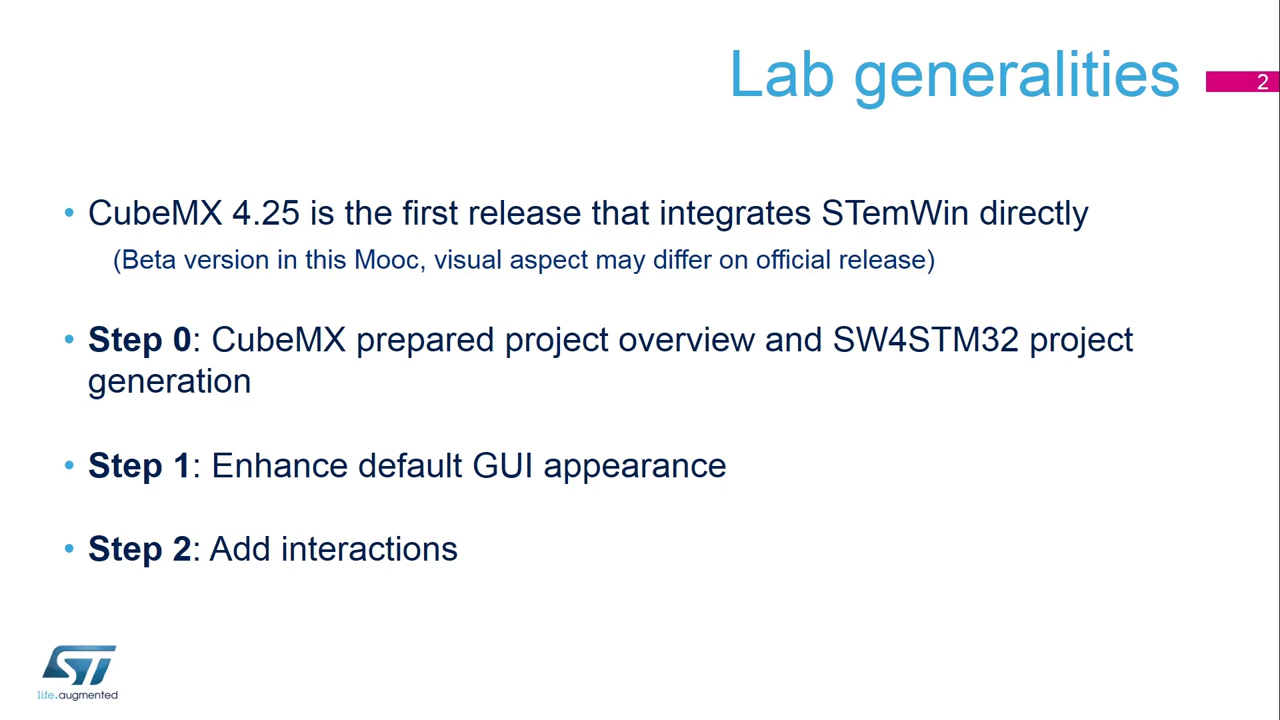 Lab generalities
2
• CubeMX 4.25 is the first release that integrates STemWin directly
(Beta version in this Mooc, visual aspect may differ on official release)
• Step 0: CubeMX prepared project overview and SW4STM32 project
generation
• Step 1: Enhance default GUI appearance
• Step 2: Add interactions
ST
life.augmented